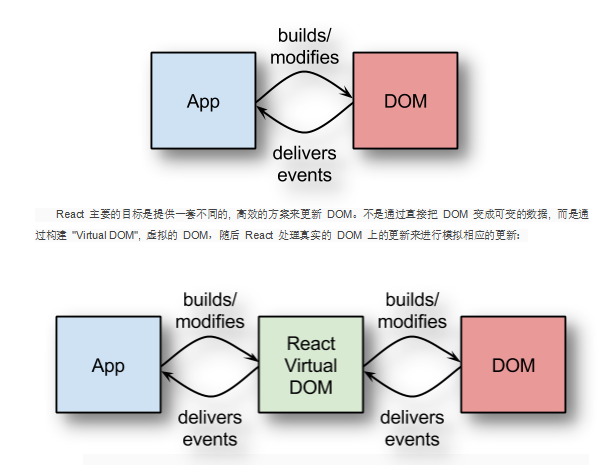 builds/
modifies
App
DOM
delivers
events
React 主要的目标是提供一套不同的, 高效的方案来更新 DOM。不是通过直接把 DOM 变成可变的数据, 而是通
过构建 "Virtual DOM", 虚拟的 DOM, 随后 React 处理真实的 DOM 上的更新来进行模拟相应的更新:
builds/
modifies
builds/
modifies
App
React
Virtual
DOM
DOM
delivers
events
delivers
events